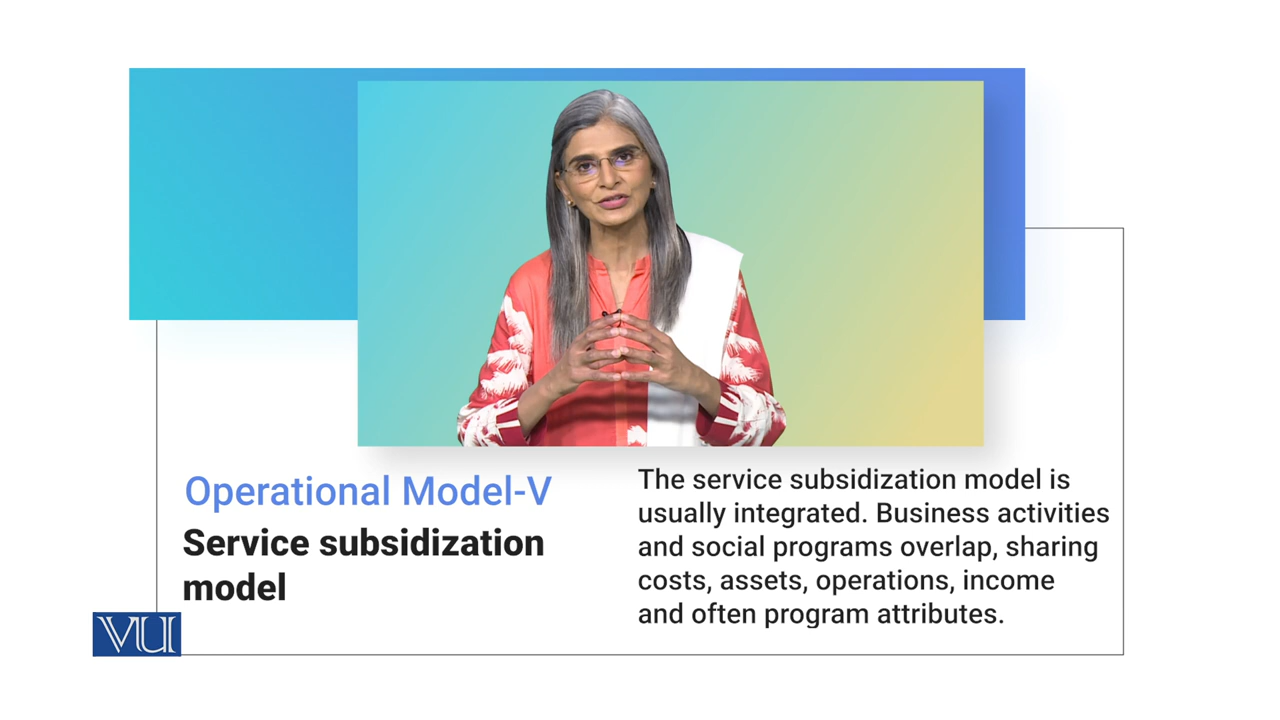 Operational Model-V
Service subsidization
model
The service subsidization model is
usually integrated. Business activities
and social programs overlap, sharing
costs, assets, operations, income
and often program attributes.
VU